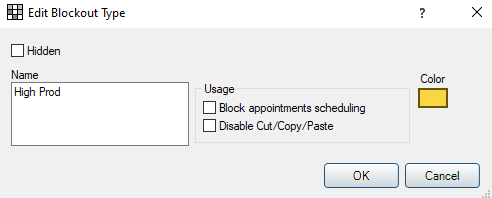 Edit Blockout Type
?
Hidden
Name
High Prod
Usage
Block appointments scheduling
Disable Cut/Copy/Paste
Color
OK
Cancel